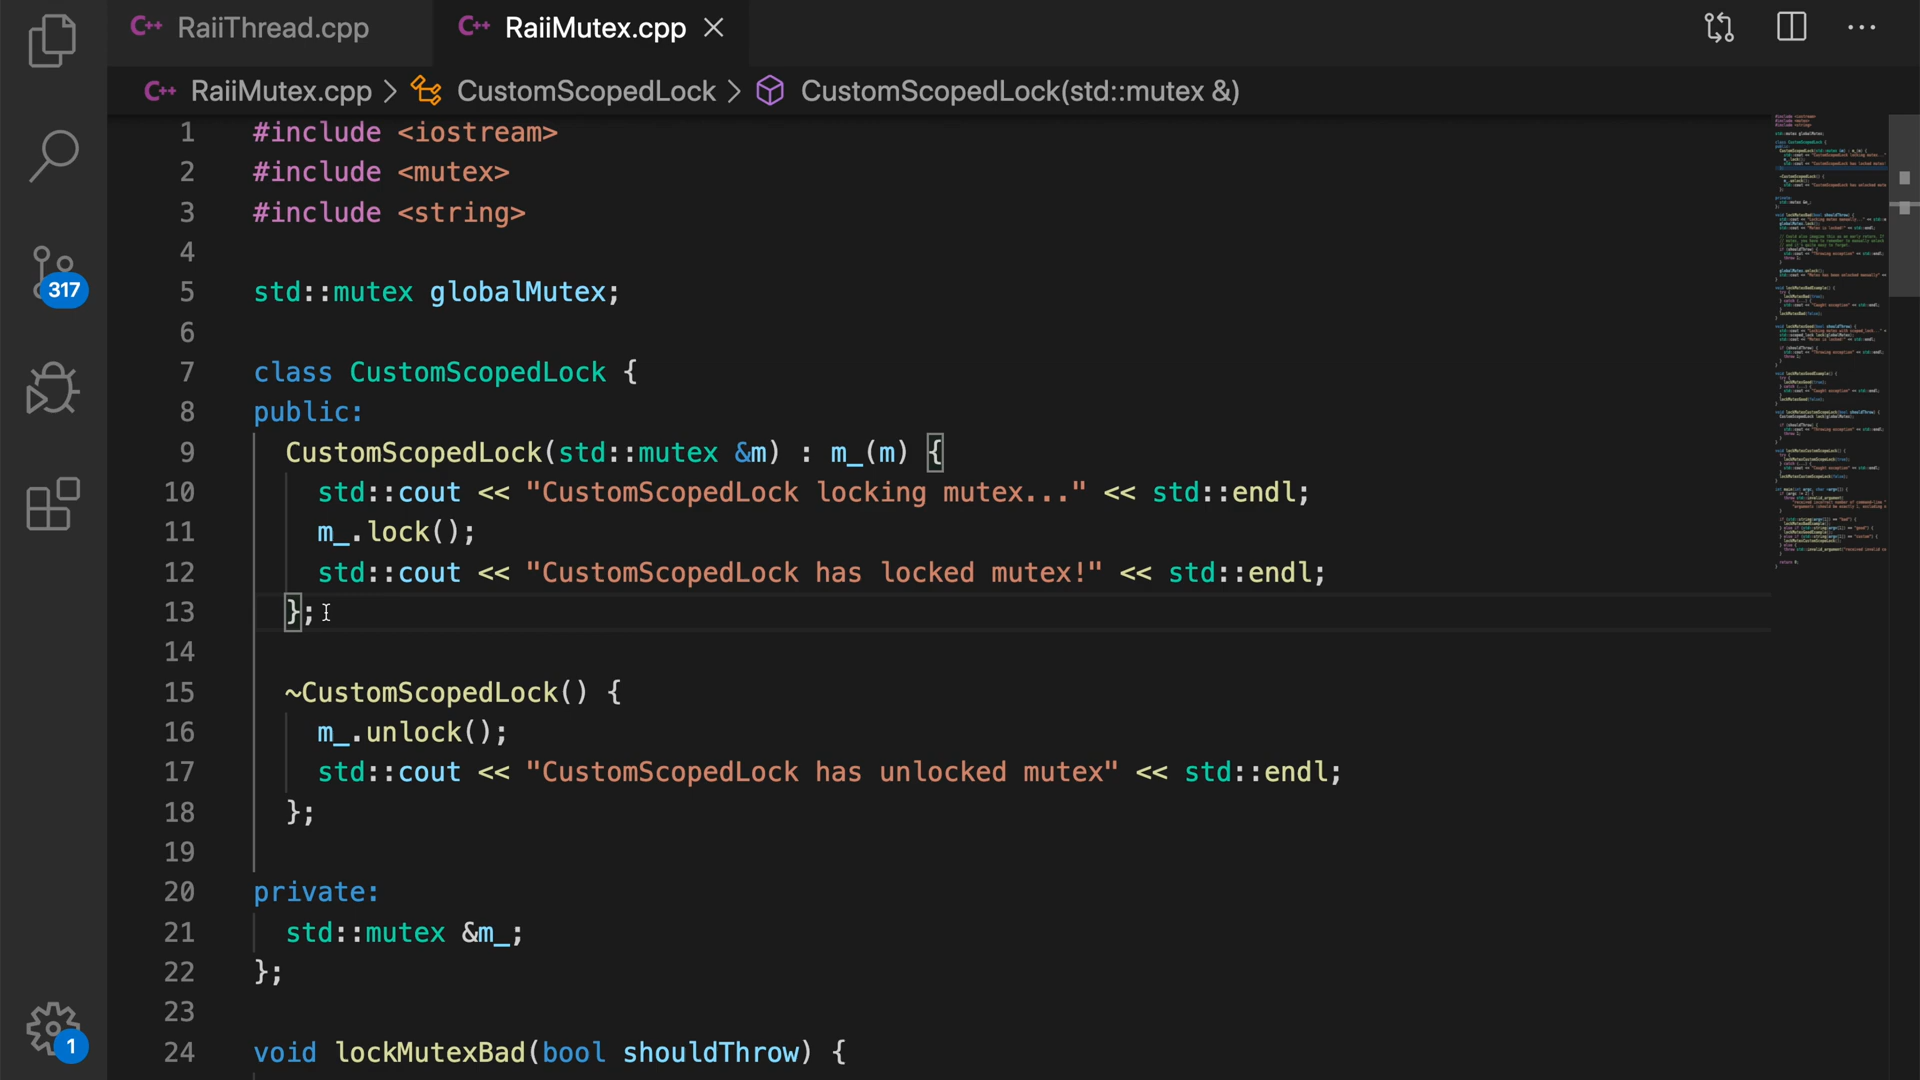 C++ RaiiThread.cpp
C++ RaiiMutex.cpp
C++ RaiiMutex.cpp > CustomScopedLock > CustomScopedLock(std::mutex &)
1 #include <iostream>
2 #include <mutex>
3 #include <string>
4
5 std::mutex globalMutex;
6
7 class CustomScopedLock {
8 public:
9 CustomScopedLock(std::mutex &m) : m_(m) {
10 std::cout << "CustomScopedLock locking mutex..." << std::endl;
11 m_.lock();
12 std::cout << "CustomScopedLock has locked mutex!" << std::endl;
13 };
14
15 ~CustomScopedLock() {
16 m_.unlock();
17 std::cout << "CustomScopedLock has unlocked mutex" << std::endl;
18 };
19
20 private:
21 std::mutex &m_;
22 };
23
24 void lockMutexBad(bool shouldThrow) {
317
1